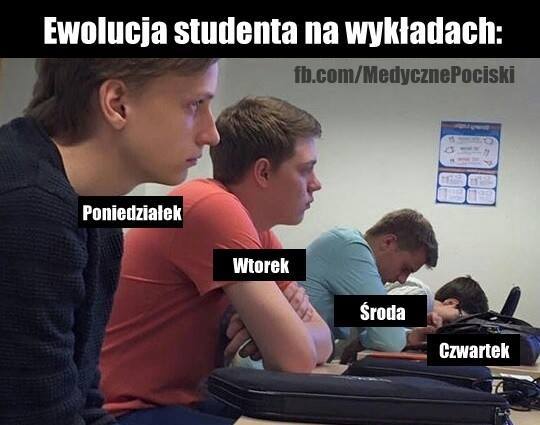 Ewolucja studenta na wykładach:
fb.com/MedycznePociski
Poniedziałek
Wtorek
Środa
Czwartek